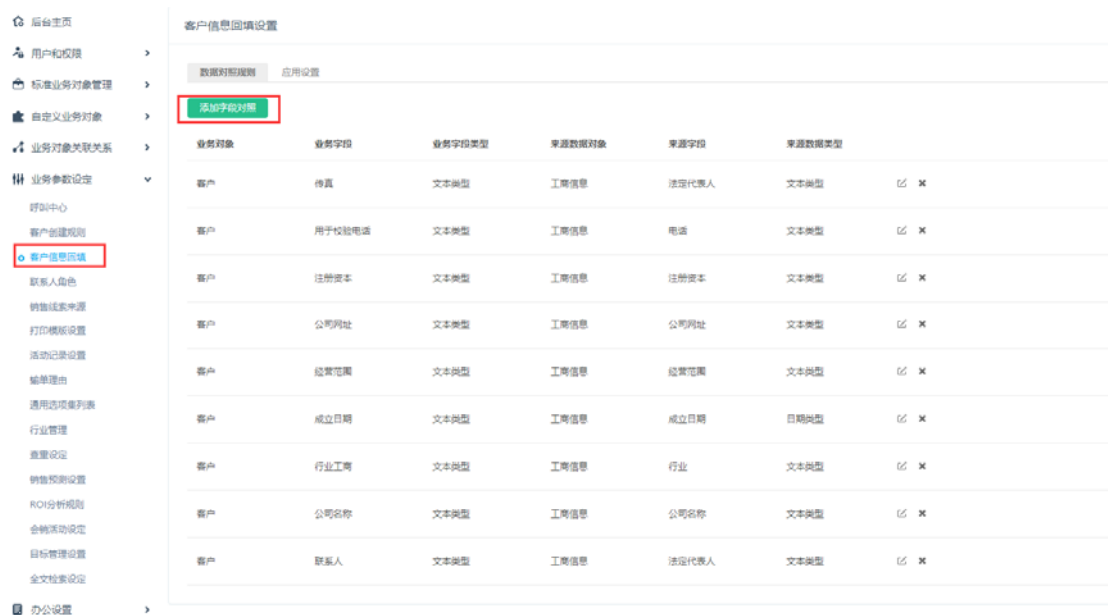 后台主页
用户和权限
标准业务对象管理
自定义业务对象
业务对象关联关系
业务参数设定
呼叫中心
客户创建规则
客户信息回填
联系人角色
销售线索来源
打印模版设置
活动记录设置
输单理由
通用选项集列表
行业管理
查重设定
销售预测设置
ROI分析规则
会销活动设定
目标管理设置
全文检索设定
办公设置
客户信息回填设置
数据对照规则 应用设置
添加字段对照
业务对象 业务字段 业务字段类型 来源数据对象 来源字段 来源数据类型
客户 传真 文本类型 工商信息 法定代表人 文本类型
客户 用于校验电话 文本类型 工商信息 电话 文本类型
客户 注册资本 文本类型 工商信息 注册资本 文本类型
客户 公司网址 文本类型 工商信息 公司网址 文本类型
客户 经营范围 文本类型 工商信息 经营范围 文本类型
客户 成立日期 文本类型 工商信息 成立日期 日期类型
客户 行业工商 文本类型 工商信息 行业 文本类型
客户 公司名称 文本类型 工商信息 公司名称 文本类型
客户 联系人 文本类型 工商信息 法定代表人 文本类型